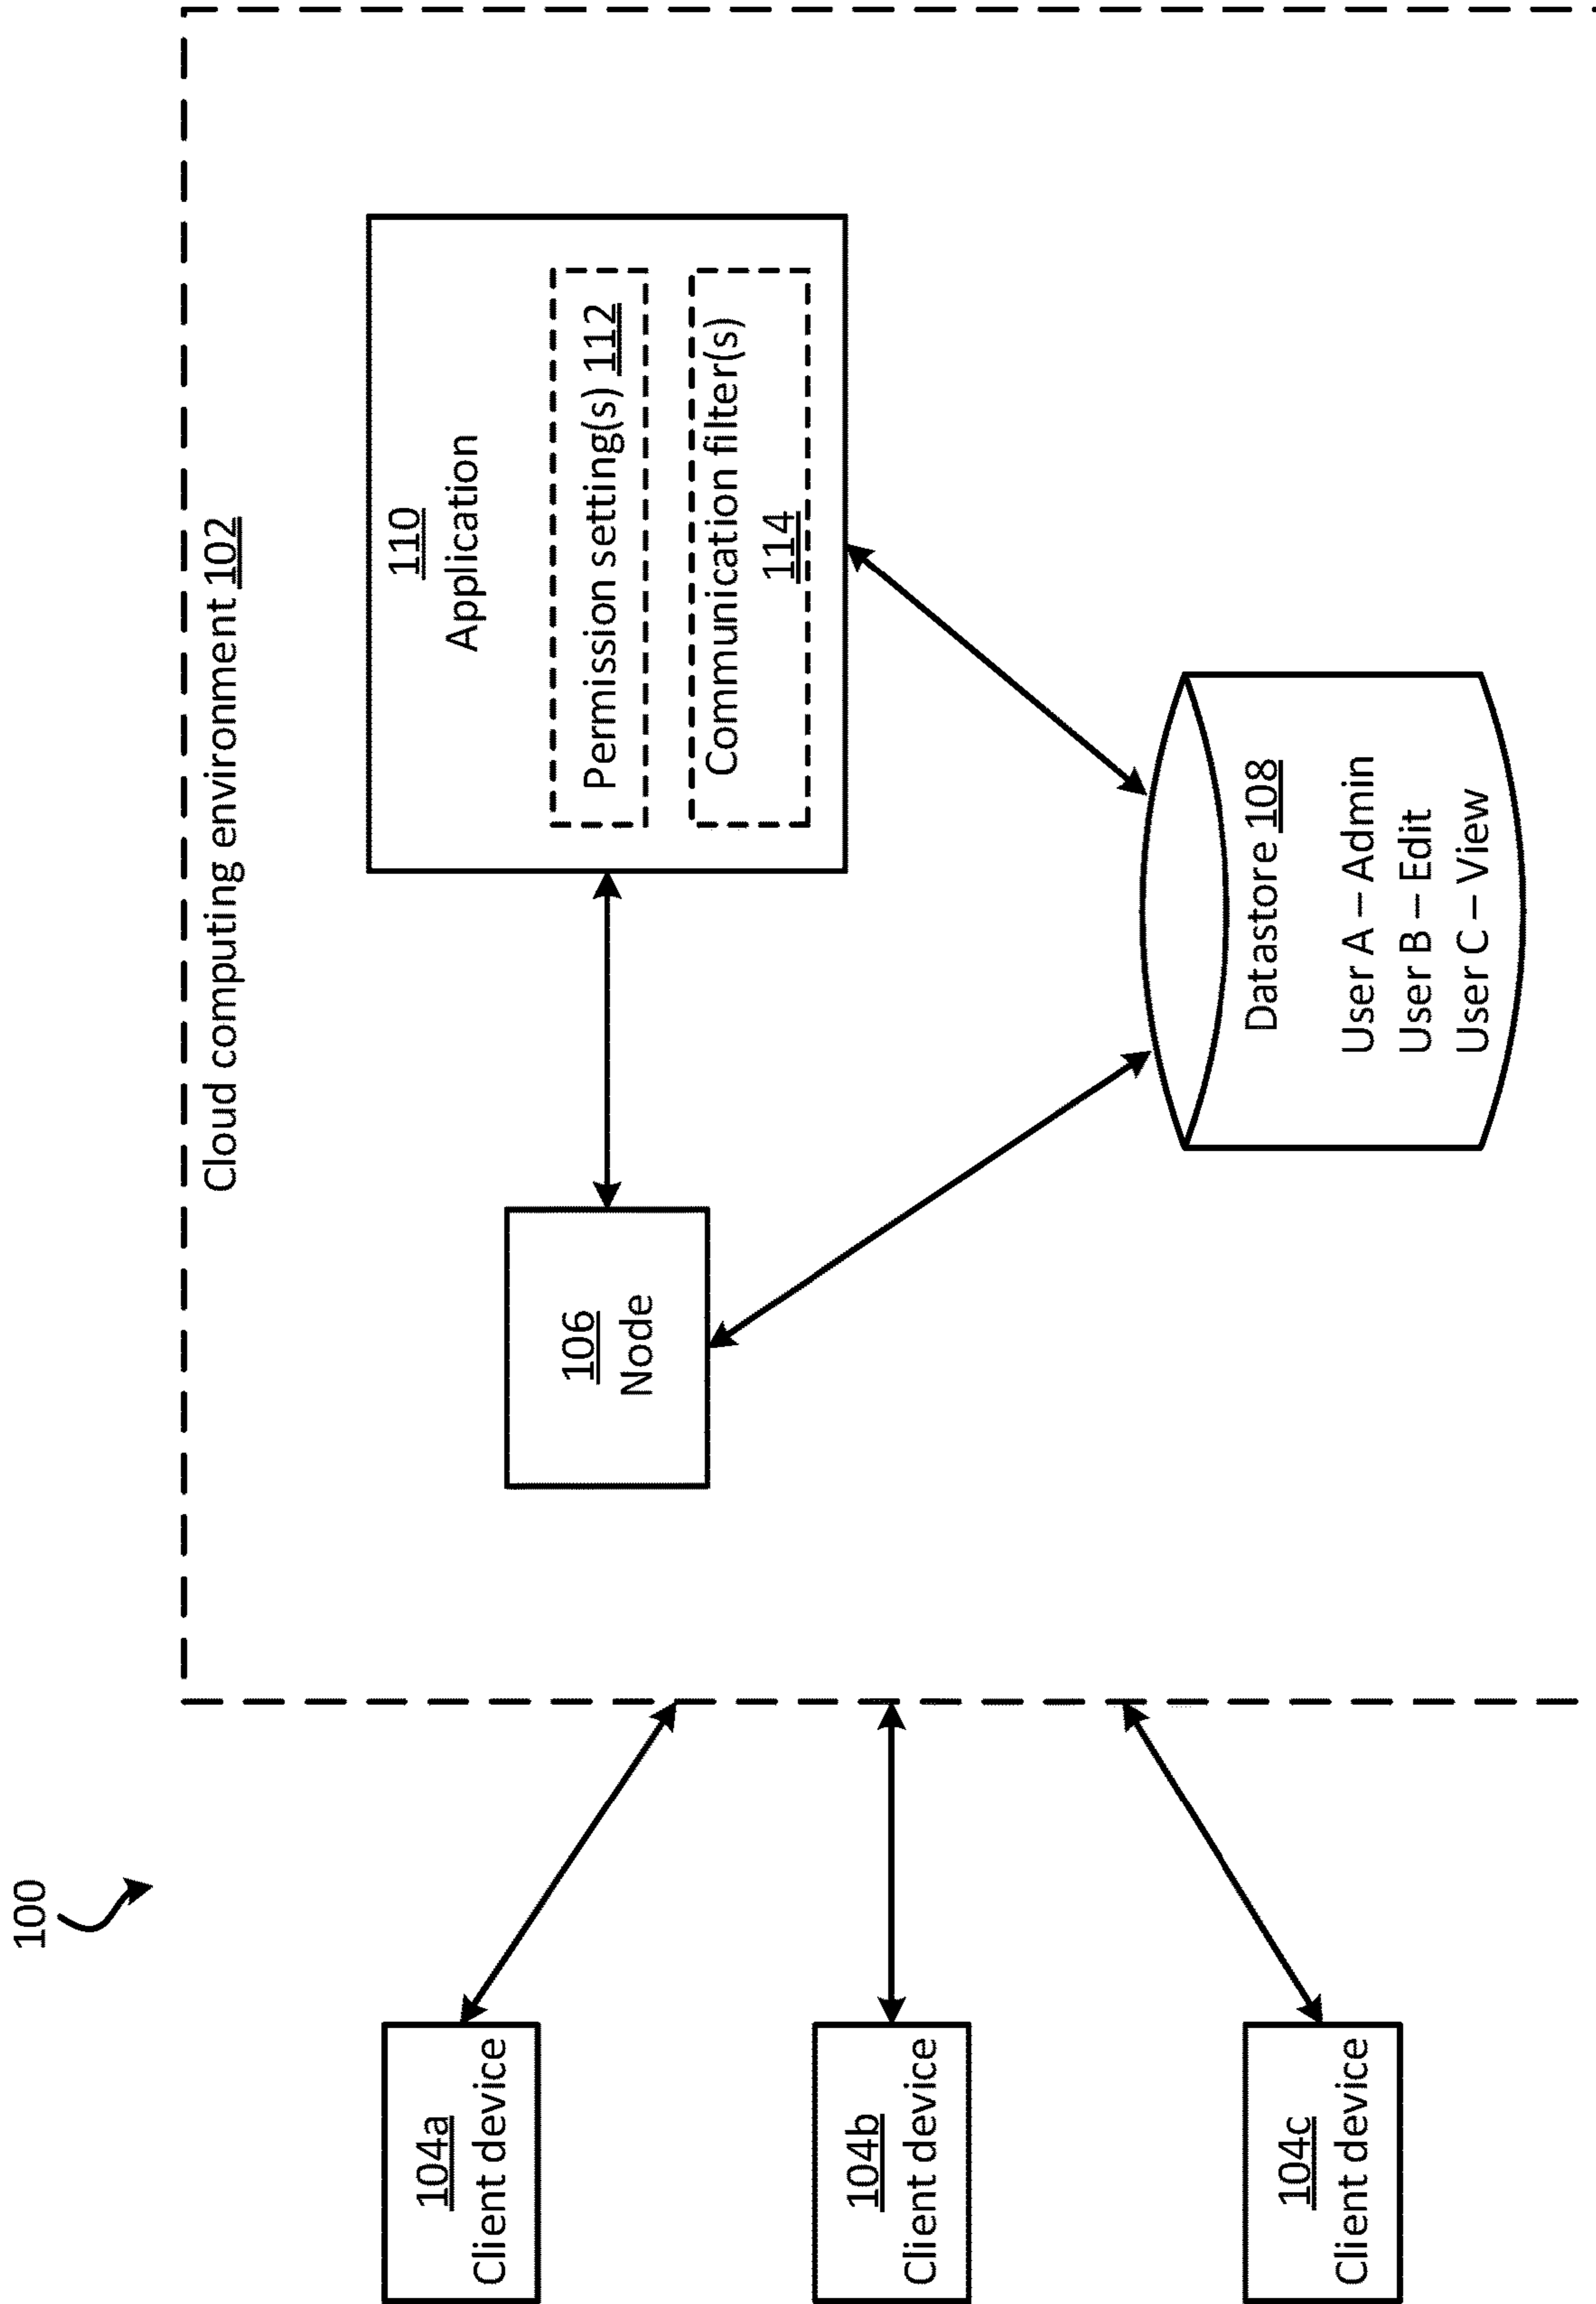 100
Cloud computing environment 102
104a
Client device
104b
Client device
104c
Client device
106
Node
110
Application
Permission setting(s) 112
Communication filter(s)
114
Datastore 108
User A – Admin
User B – Edit
User C – View